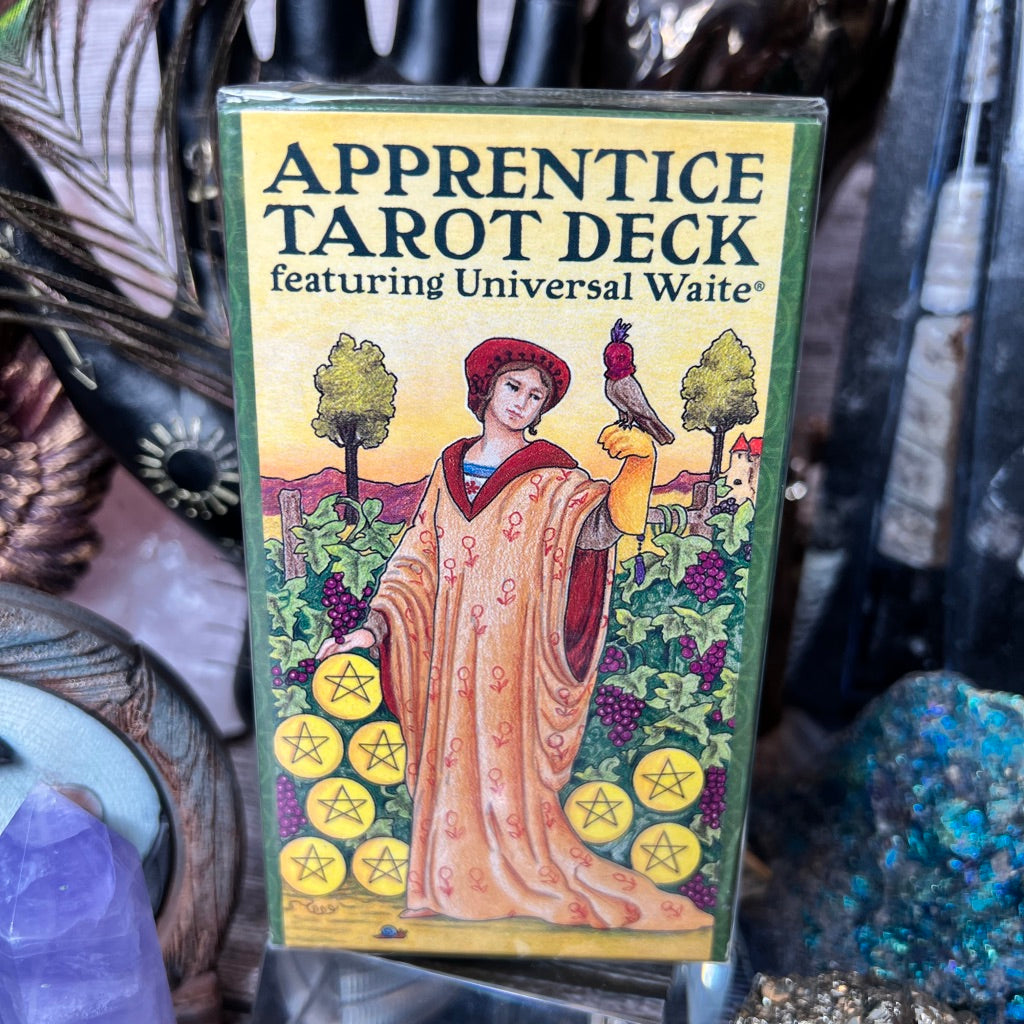 APPRENTICE
TAROT DECK
featuring Universal Waite®